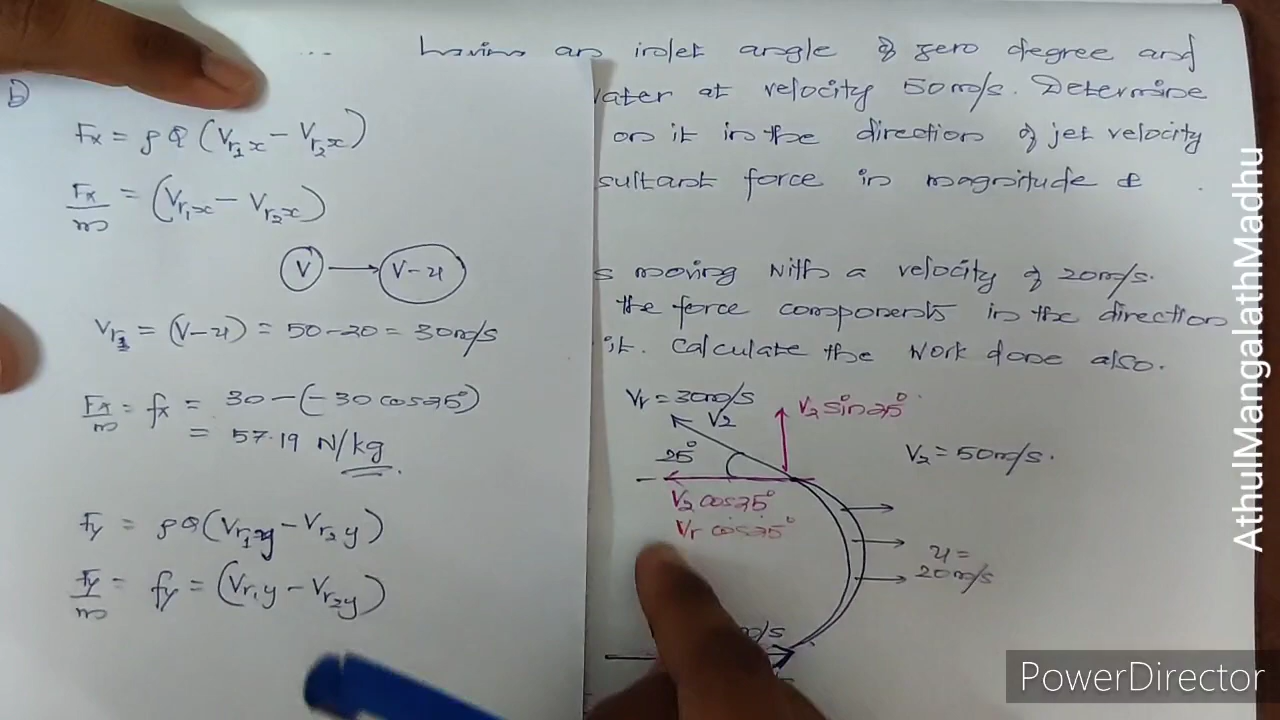 b)
Fx = ρQ(Vr1x - Vr2x)
Fx/m = (Vr1x - Vr2x)
V → V-u
Vr1 = (V-u) = 50-20 = 30m/s
Fx/m = fx = 30-(-30 cos25°)
= 57.19 N/kg
Fy = ρQ(Vr1y - Vr2y)
Fy/m = fy = (Vr1y - Vr2y)
having an inlet angle of zero degree and
water at velocity 50m/s. Determine
on it in the direction of jet velocity
sultant force in magnitude &
s moving with a velocity of 20m/s.
the force components in the direction
it. Calculate the work done also.
Vr = 30m/s
V2
V2 sin25°
25°
V2 = 50m/s.
V2 cos25°
Vr cos25°
u =
20m/s
m/s
AthulMangalathMadhu
PowerDirector